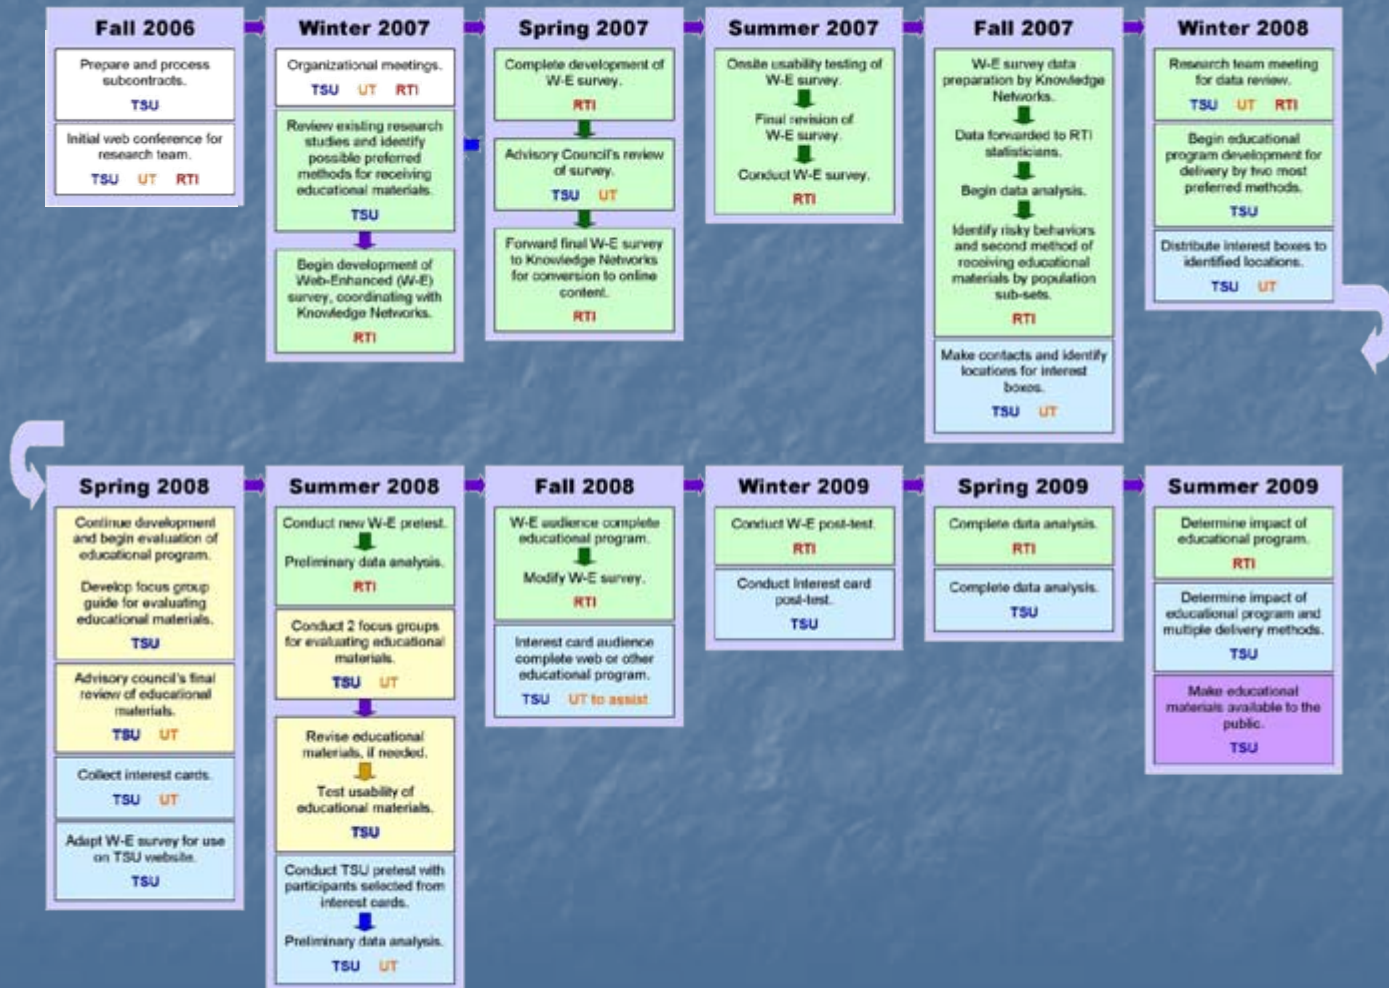 Fall 2006
Prepare and process
subcontracts.
TSU
Initial web conference for
research team.
TSU UT RTI
Winter 2007
Organizational meetings.
TSU UT RTI
Review existing research
studies and identify
possible preferred
methods for receiving
educational materials.
TSU
Begin development of
Web-Enhanced (W-E)
survey, coordinating with
Knowledge Networks.
RTI
Spring 2007
Complete development of
W-E survey.
RTI
Advisory Council's review
of survey.
TSU UT
Forward final W-E survey
to Knowledge Networks
for conversion to online
content.
RTI
Summer 2007
Onsite usability testing of
W-E survey.
Final revision of
W-E survey.
Conduct W-E survey.
RTI
Fall 2007
W-E survey data
preparation by Knowledge
Networks.
Data forwarded to RTI
statisticians.
Begin data analysis.
Identify risky behaviors
and second method of
receiving educational
materials by population
sub-sets.
RTI
Make contacts and identify
locations for interest
boxes.
TSU UT
Winter 2008
Research team meeting
for data review.
TSU UT RTI
Begin educational
program development for
delivery by two most
preferred methods.
TSU
Distribute interest boxes to
identified locations.
TSU UT
Spring 2008
Continue development
and begin evaluation of
educational program.
Develop focus group
guide for evaluating
educational materials.
TSU
Advisory council's final
review of educational
materials.
TSU UT
Collect interest cards.
TSU UT
Adapt W-E survey for use
on TSU website.
TSU
Summer 2008
Conduct new W-E pretest.
Preliminary data analysis.
RTI
Conduct 2 focus groups
for evaluating educational
materials.
TSU UT
Revise educational
materials, if needed.
Test usability of
educational materials.
TSU
Conduct TSU pretest with
participants selected from
interest cards.
Preliminary data analysis.
TSU UT
Fall 2008
W-E audience complete
educational program.
Modify W-E survey.
RTI
Interest card audience
complete web or other
educational program.
TSU UT to assist
Winter 2009
Conduct W-E post-test.
RTI
Conduct Interest card
post-test.
TSU
Spring 2009
Complete data analysis.
RTI
Complete data analysis.
TSU
Summer 2009
Determine impact of
educational program.
RTI
Determine impact of
educational program and
multiple delivery methods.
TSU
Make educational
materials available to the
public.
TSU